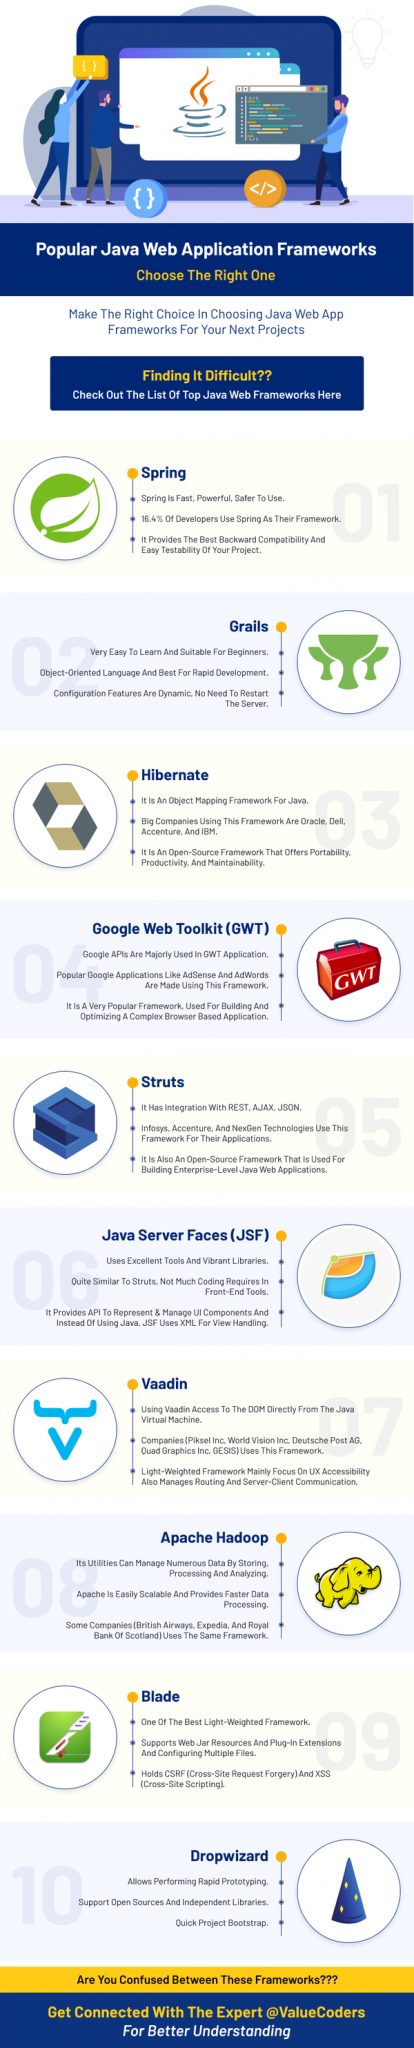 { }
{ }
</>
Popular Java Web Application Frameworks
Choose The Right One
Make The Right Choice In Choosing Java Web App
Frameworks For Your Next Projects
Finding It Difficult??
Check Out The List Of Top Java Web Frameworks Here
01
Spring
Spring Is Fast, Powerful, Safer To Use.
16.4% Of Developers Use Spring As Their Framework.
It Provides The Best Backward Compatibility And
Easy Testability Of Your Project.
02
Grails
Very Easy To Learn And Suitable For Beginners.
Object-Oriented Language And Best For Rapid Development.
Configuration Features Are Dynamic, No Need To Restart
The Server.
03
Hibernate
It Is An Object Mapping Framework For Java.
Big Companies Using This Framework Are Oracle, Dell,
Accenture, And IBM.
It Is An Open-Source Framework That Offers Portability,
Productivity, And Maintainability.
04
Google Web Toolkit (GWT)
Google APIs Are Majorly Used In GWT Application.
Popular Google Applications Like AdSense And AdWords
Are Made Using This Framework.
It Is A Very Popular Framework, Used For Building And
Optimizing A Complex Browser Based Application.
GWT
05
Struts
It Has Integration With REST, AJAX, JSON.
Infosys, Accenture, And NexGen Technologies Use This
Framework For Their Applications.
It Is Also An Open-Source Framework That Is Used For
Building Enterprise-Level Java Web Applications.
06
Java Server Faces (JSF)
Uses Excellent Tools And Vibrant Libraries.
Quite Similar To Struts, Not Much Coding Requires In
Front-End Tools.
It Provides API To Represent & Manage UI Components And
Instead Of Using Java, JSF Uses XML For View Handling.
07
Vaadin
Using Vaadin Access To The DOM Directly From The Java
Virtual Machine.
Companies (Piksel Inc, World Vision Inc, Deutsche Post AG,
Quad Graphics Inc, GESIS) Uses This Framework.
Light-Weighted Framework Mainly Focus On UX Accessibility
Also Manages Routing And Server-Client Communication.
08
Apache Hadoop
Its Utilities Can Manage Numerous Data By Storing,
Processing And Analyzing.
Apache Is Easily Scalable And Provides Faster Data
Processing.
Some Companies (British Airways, Expedia, And Royal
Bank Of Scotland) Uses The Same Framework.
09
Blade
One Of The Best Light-Weighted Framework.
Supports Web Jar Resources And Plug-In Extensions
And Configuring Multiple Files.
Holds CSRF (Cross-Site Request Forgery) And XSS
(Cross-Site Scripting).
10
Dropwizard
Allows Performing Rapid Prototyping.
Support Open Sources And Independent Libraries.
Quick Project Bootstrap.
Are You Confused Between These Frameworks???
Get Connected With The Expert @ValueCoders
For Better Understanding